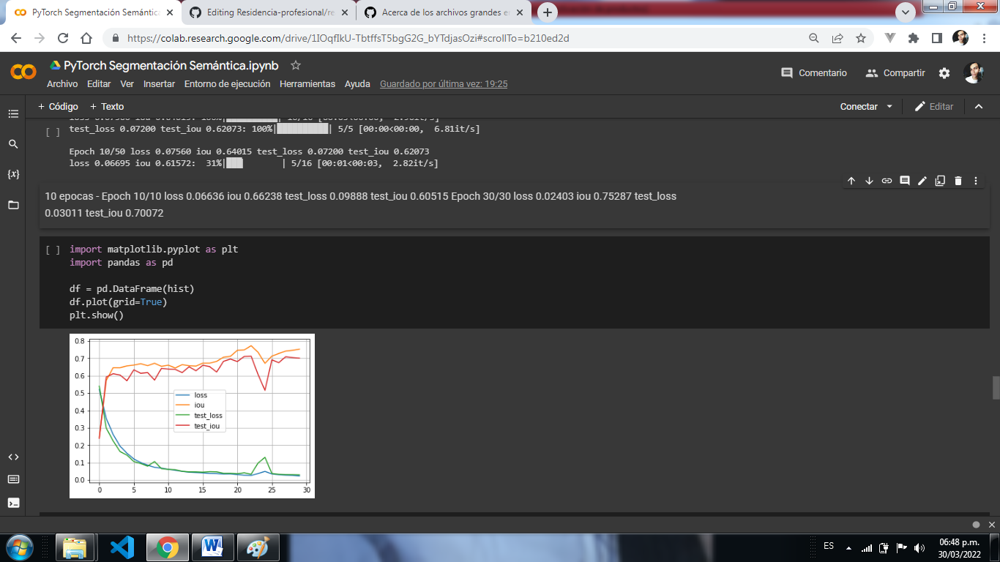 PyTorch Segmentación Semántica
Editing Residencia-profesional/re
Acerca de los archivos grandes e
https://colab.research.google.com/drive/1IOqfIkU-TbtffsT5bgG2G_bYTdjasOzi#scrollTo=b210ed2d
PyTorch Segmentación Semántica.ipynb
Comentario
Compartir
Archivo Editar Ver Insertar Entorno de ejecución Herramientas Ayuda Guardado por última vez: 19:25
+ Código + Texto
Conectar
Editar
[ ]
test_loss 0.07200 test_iou 0.62073: 100%|██████████| 5/5 [00:00<00:00, 6.81it/s]
Epoch 10/50 loss 0.07560 iou 0.64015 test_loss 0.07200 test_iou 0.62073
loss 0.06695 iou 0.61572: 31%|███ | 5/16 [00:01<00:03, 2.82it/s]
10 epocas - Epoch 10/10 loss 0.06636 iou 0.66238 test_loss 0.09888 test_iou 0.60515 Epoch 30/30 loss 0.02403 iou 0.75287 test_loss
0.03011 test_iou 0.70072
[ ] import matplotlib.pyplot as plt
import pandas as pd
df = pd.DataFrame(hist)
df.plot(grid=True)
plt.show()
0.8
0.7
0.6
0.5
0.4
0.3
0.2
0.1
0.0
loss
iou
test_loss
test_iou
0 5 10 15 20 25 30
{x}
ES
06:48 p.m.
30/03/2022